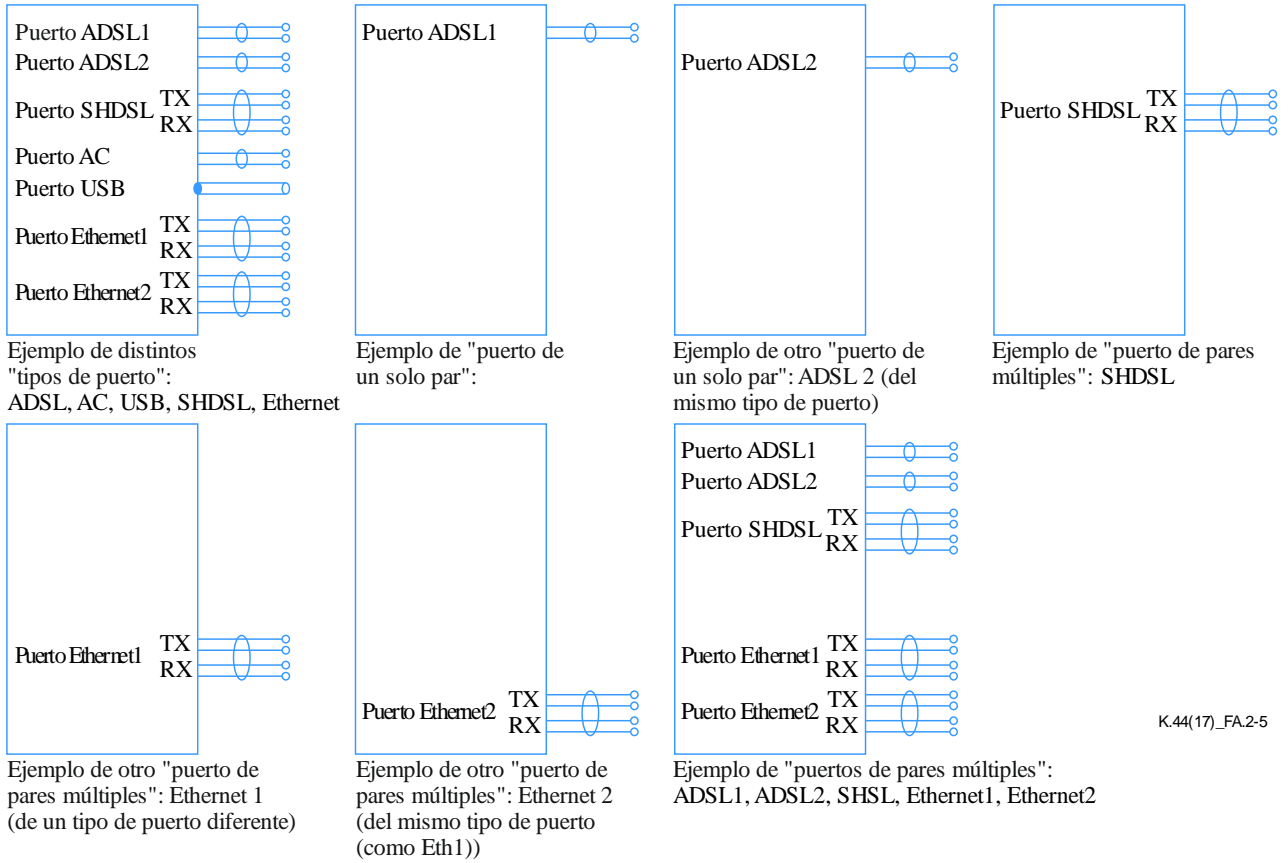 Puerto ADSL1
Puerto ADSL2
Puerto SHDSL TX
RX
Puerto AC
Puerto USB
Puerto Ethernet1 TX
RX
Puerto Ethernet2 TX
RX
Ejemplo de distintos
"tipos de puerto":
ADSL, AC, USB, SHDSL, Ethernet
Puerto ADSL1
Ejemplo de "puerto de
un solo par":
Puerto ADSL2
Ejemplo de otro "puerto de
un solo par": ADSL 2 (del
mismo tipo de puerto)
Puerto SHDSL TX
RX
Ejemplo de "puerto de pares
múltiples": SHDSL
Puerto Ethernet1 TX
RX
Ejemplo de otro "puerto de
pares múltiples": Ethernet 1
(de un tipo de puerto diferente)
Puerto Ethernet2 TX
RX
Ejemplo de otro "puerto de
pares múltiples": Ethernet 2
(del mismo tipo de puerto
(como Eth1))
Puerto ADSL1
Puerto ADSL2
Puerto SHDSL TX
RX
Puerto Ethernet1 TX
RX
Puerto Ethernet2 TX
RX
Ejemplo de "puertos de pares múltiples":
ADSL1, ADSL2, SHSL, Ethernet1, Ethernet2
K.44(17)_FA.2-5